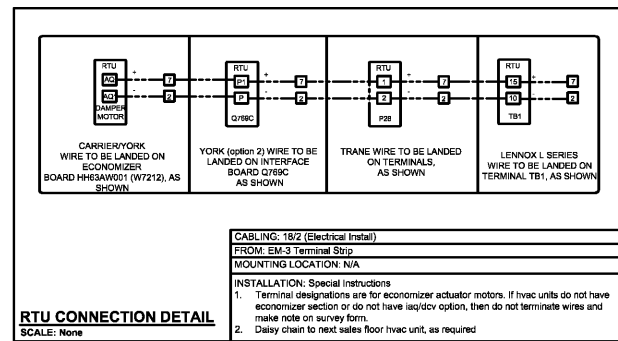 RTU
AQ + 7
AQ1 - 2
DAMPER
MOTOR
CARRIER/YORK
WIRE TO BE LANDED ON
ECONOMIZER
BOARD HH63AW001 (W7212), AS
SHOWN
RTU
P1 + 7
P - 2
Q769C
YORK (option 2) WIRE TO BE
LANDED ON INTERFACE
BOARD Q769C
AS SHOWN
RTU
1 + 7
2 - 2
P28
TRANE WIRE TO BE LANDED
ON TERMINALS,
AS SHOWN
RTU
15 + 7
10 - 2
TB1
LENNOX L SERIES
WIRE TO BE LANDED ON
TERMINAL TB1, AS SHOWN
CABLING: 18/2 (Electrical Install)
FROM: EM-3 Terminal Strip
MOUNTING LOCATION: N/A
INSTALLATION: Special Instructions
1. Terminal designations are for economizer actuator motors. If hvac units do not have
economizer section or do not have iaq/dcv option, then do not terminate wires and
make note on survey form.
2. Daisy chain to next sales floor hvac unit, as required
RTU CONNECTION DETAIL
SCALE: None